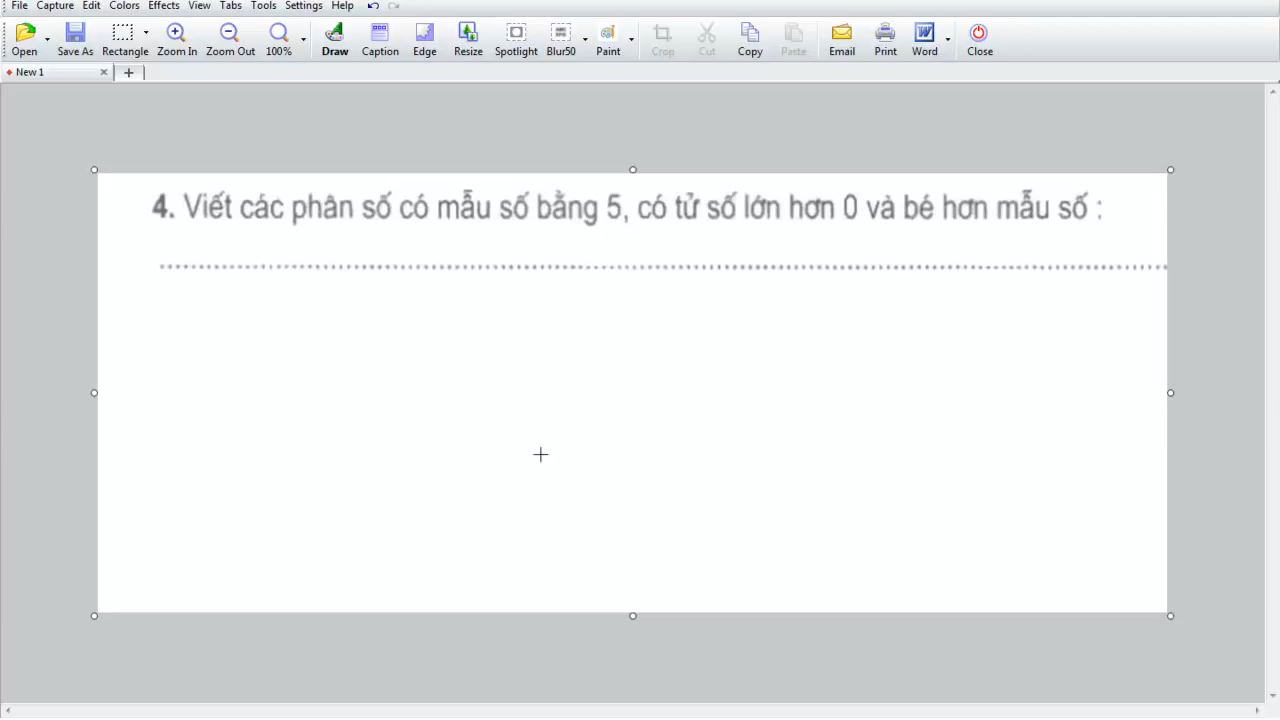 File Capture Edit Colors Effects View Tabs Tools Settings Help
Open Save As Rectangle Zoom In Zoom Out 100% Draw Caption Edge Resize Spotlight Blur50 Paint Crop Cut Copy Paste Email Print Word Close
New 1
4. Viết các phân số có mẫu số bằng 5, có tử số lớn hơn 0 và bé hơn mẫu số :